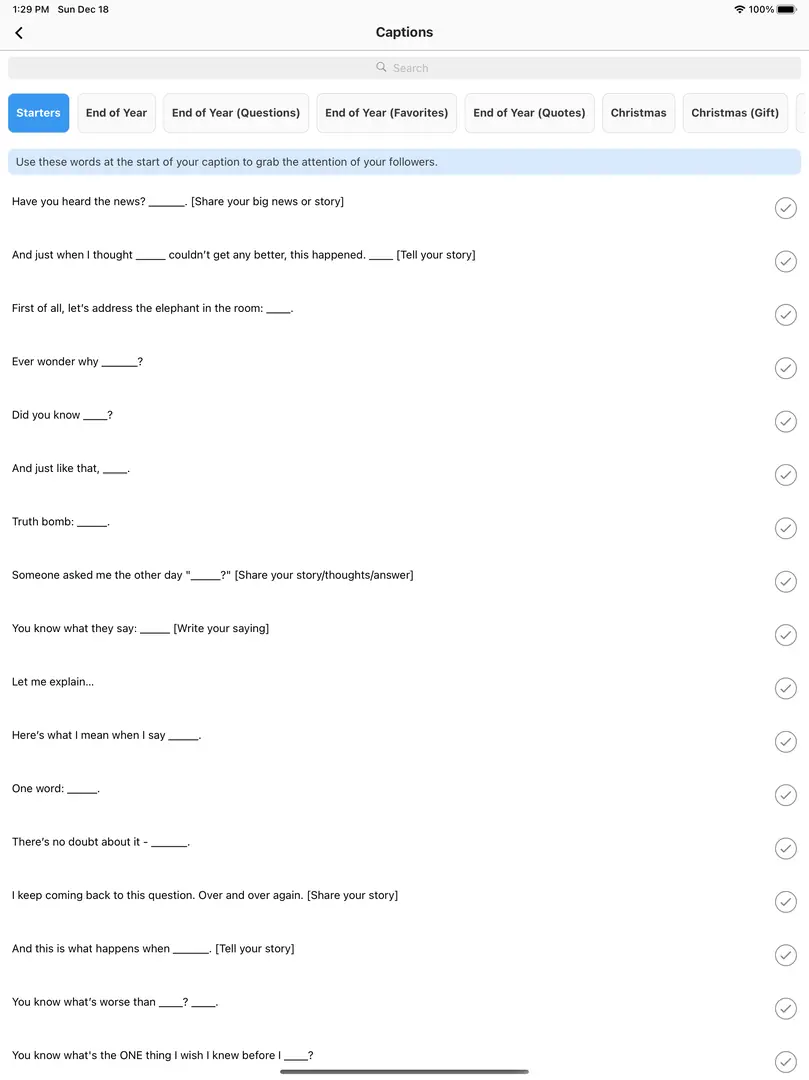 1:29 PM Sun Dec 18 100%
Captions
Search
Starters End of Year End of Year (Questions) End of Year (Favorites) End of Year (Quotes) Christmas Christmas (Gift)
Use these words at the start of your caption to grab the attention of your followers.
Have you heard the news? ______. [Share your big news or story]
And just when I thought _____ couldn’t get any better, this happened. ____ [Tell your story]
First of all, let’s address the elephant in the room: ____.
Ever wonder why ______?
Did you know ____?
And just like that, ____.
Truth bomb: _____.
Someone asked me the other day "_____?" [Share your story/thoughts/answer]
You know what they say: _____ [Write your saying]
Let me explain...
Here’s what I mean when I say _____.
One word: _____.
There’s no doubt about it - ______.
I keep coming back to this question. Over and over again. [Share your story]
And this is what happens when ______. [Tell your story]
You know what’s worse than ____? ____.
You know what's the ONE thing I wish I knew before I ____?